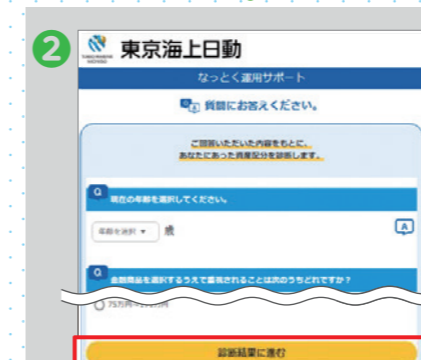 2
東京海上日動
なっとく運用サポート
Q A 質問にお答えください。
ご回答いただいた内容をもとに、
あなたにあった資産配分を診断します。
Q 現在の年齢を選択してください。
年齢を選択 ▼ 歳
A
Q 金融商品を選択するうえで重視されることは次のうちどれですか？
診断結果に進む